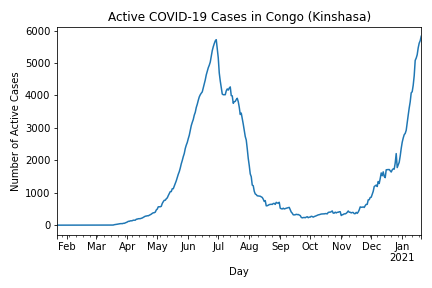 Active COVID-19 Cases in Congo (Kinshasa)
6000
5000
4000
3000
2000
1000
0
Number of Active Cases
Feb Mar Apr May Jun Jul Aug Sep Oct Nov Dec Jan
2021
Day